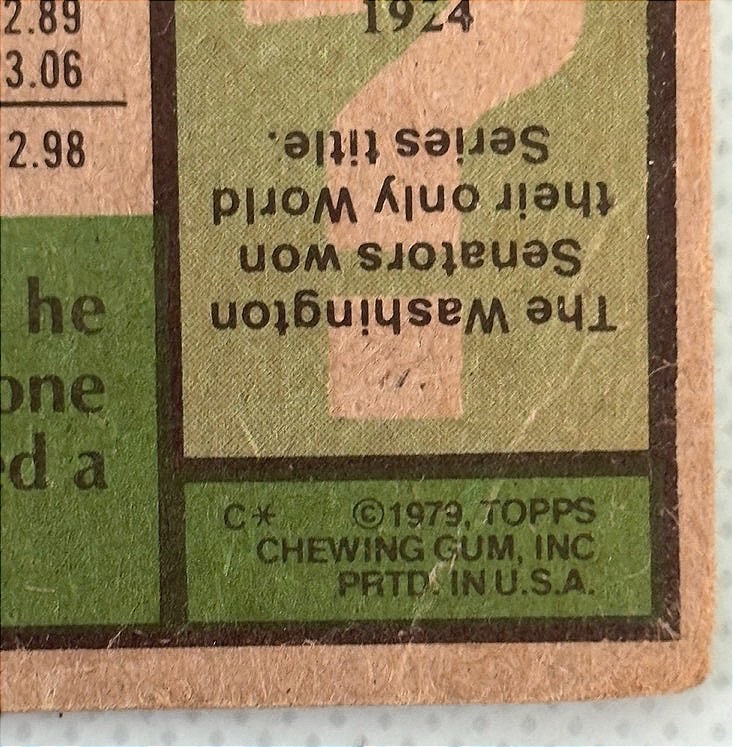 2.89
3.06
2.98
he
one
ed a
1924
The Washington
Senators won
their only World
Series title.
C* ©1979, TOPPS
CHEWING GUM, INC
PRTD. IN U.S.A.